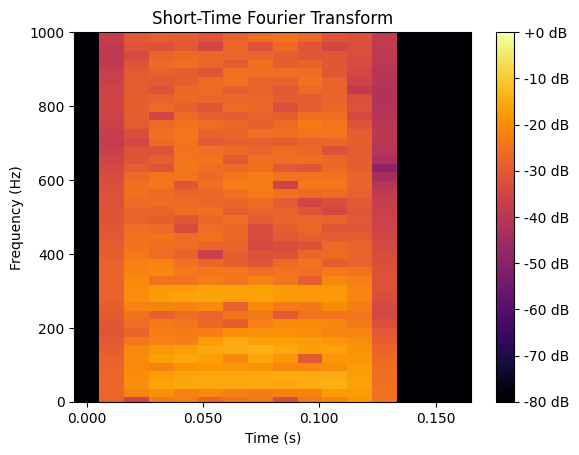 Short-Time Fourier Transform
1000
800
600
400
200
0
Frequency (Hz)
0.000
0.050
0.100
0.150
Time (s)
+0 dB
-10 dB
-20 dB
-30 dB
-40 dB
-50 dB
-60 dB
-70 dB
-80 dB